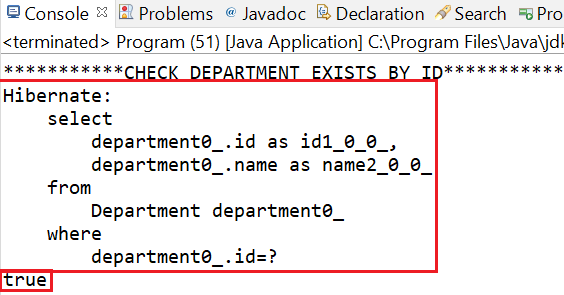 Console Problems @ Javadoc Declaration Search Pro
<terminated> Program (51) [Java Application] C:\Program Files\Java\jdk
***********CHECK DEPARTMENT EXISTS BY ID***********
Hibernate:
    select
        department0_.id as id1_0_0_,
        department0_.name as name2_0_0_
    from
        Department department0_
    where
        department0_.id=?
true